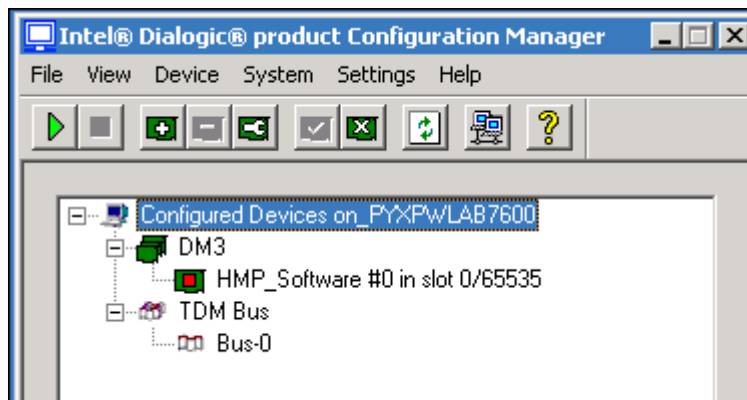 Intel® Dialogic® product Configuration Manager
File View Device System Settings Help
Configured Devices on_PYXPWLAB7600
DM3
HMP_Software #0 in slot 0/65535
TDM Bus
Bus-0